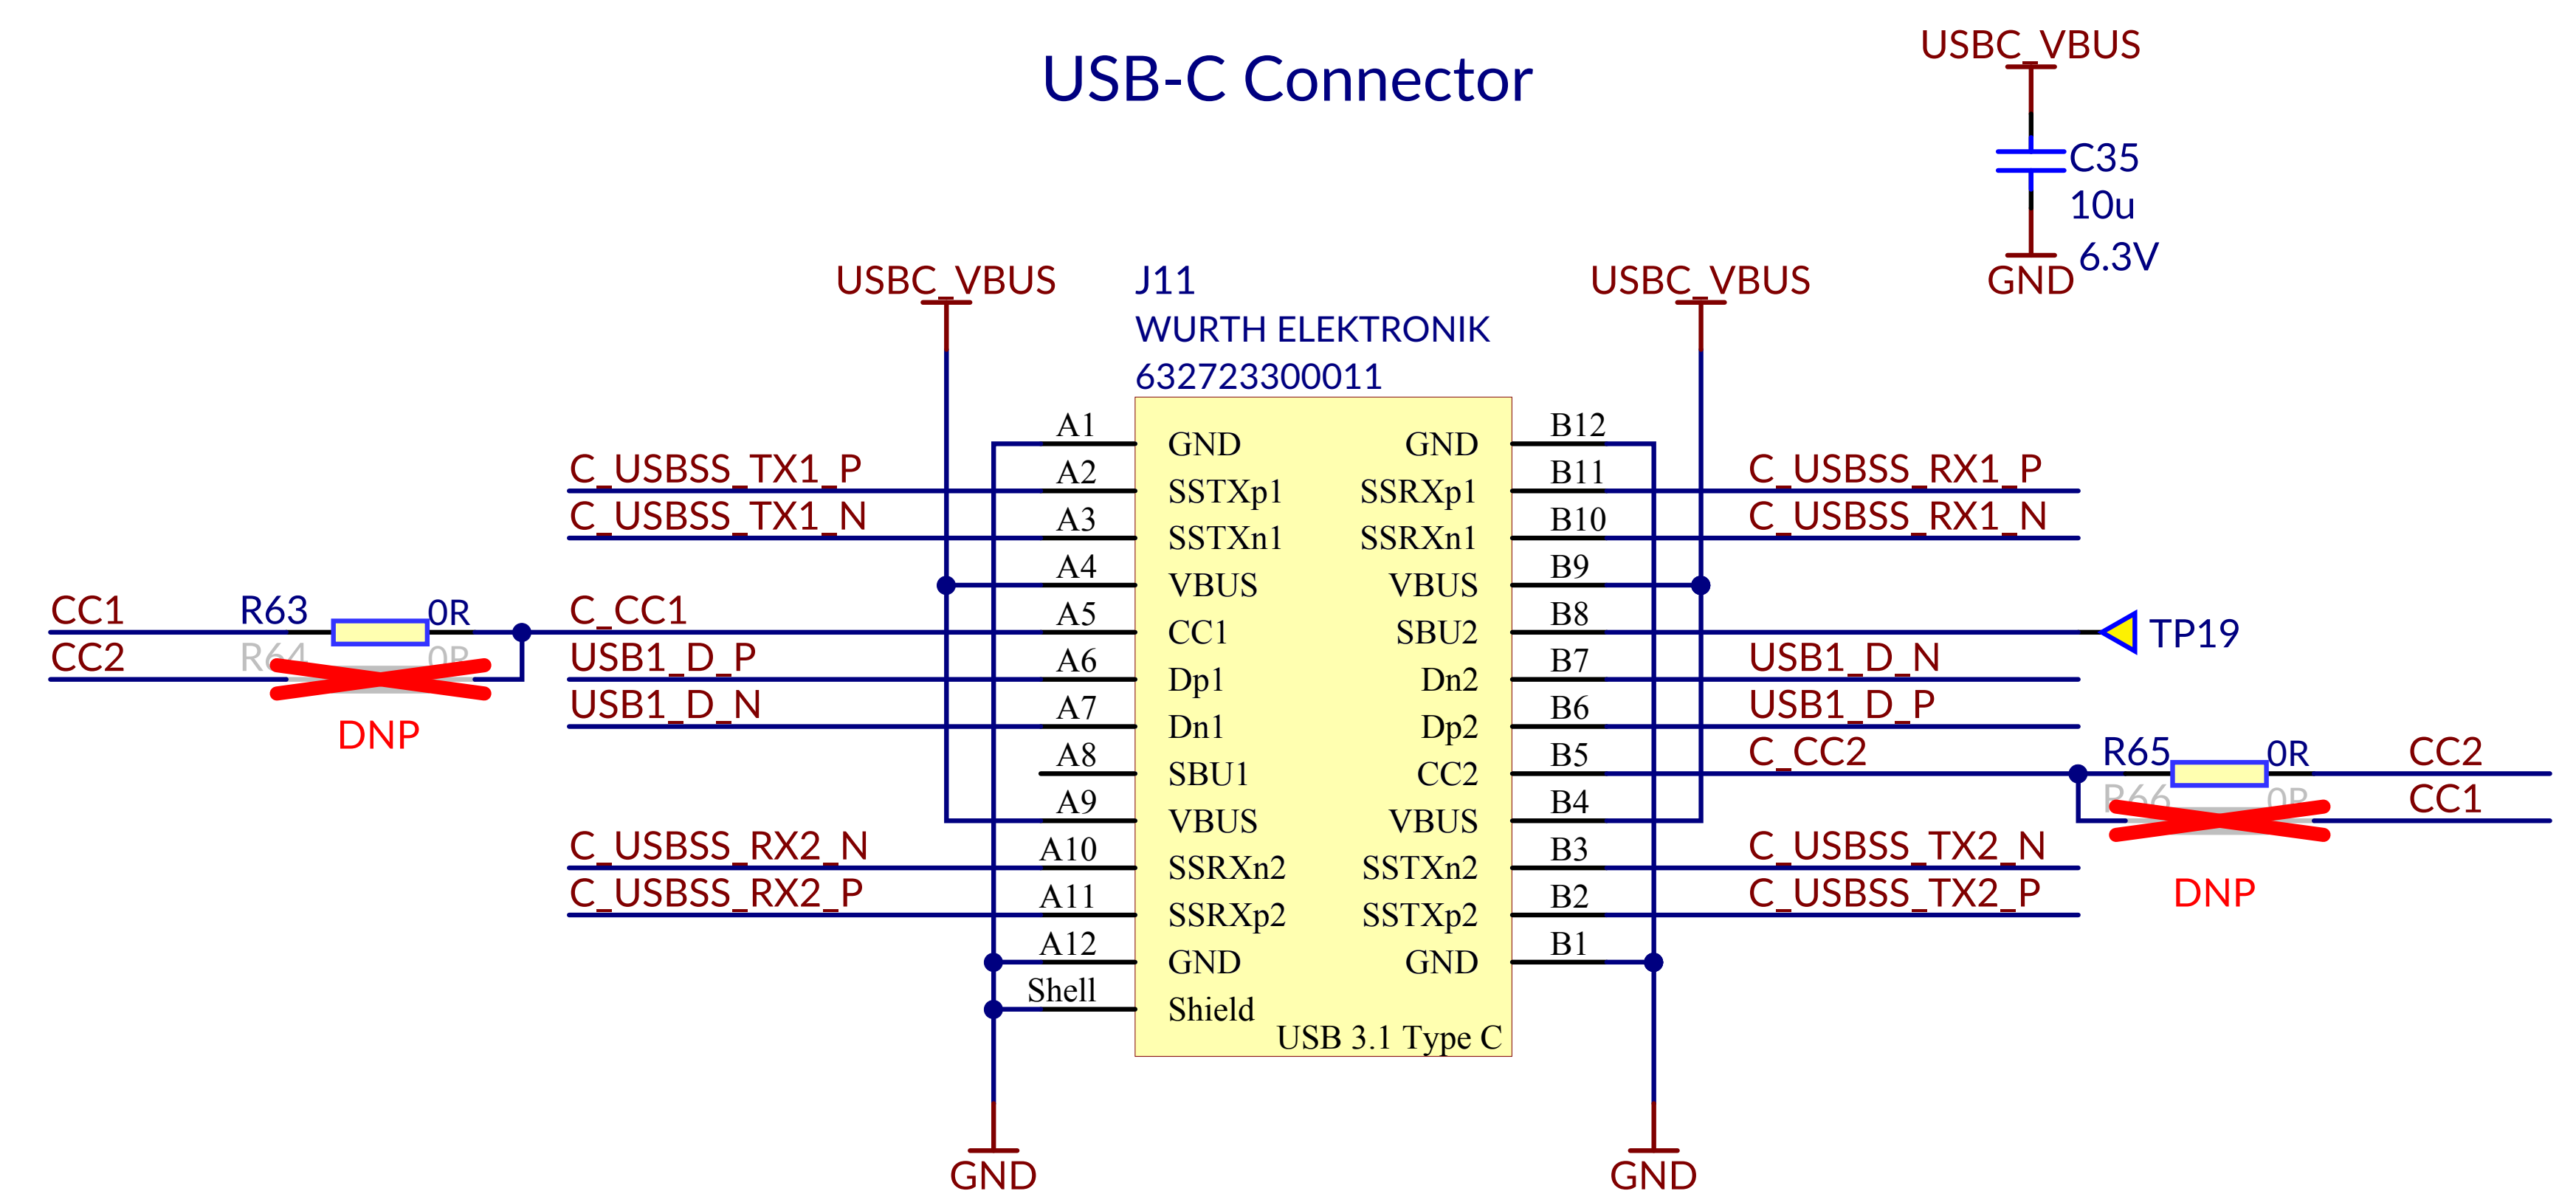 USBC_VBUS
USB-C Connector
C35
10u
6.3V
GND
USBC_VBUS
J11
USBC_VBUS
WURTH ELEKTRONIK
632723300011
A1 GND GND B12
C_USBSS_TX1_P A2 SSTXp1 SSRXp1 B11 C_USBSS_RX1_P
C_USBSS_TX1_N A3 SSTXn1 SSRXn1 B10 C_USBSS_RX1_N
A4 VBUS VBUS B9
CC1 R63 0R C_CC1 A5 CC1 SBU2 B8 TP19
CC2 R64 0R USB1_D_P A6 Dp1 Dn2 B7 USB1_D_N
USB1_D_N A7 Dn1 Dp2 B6 USB1_D_P
DNP
A8 SBU1 CC2 B5 C_CC2 R65 0R CC2
A9 VBUS VBUS B4 R66 0R CC1
C_USBSS_RX2_N A10 SSRXn2 SSTXn2 B3 C_USBSS_TX2_N
C_USBSS_RX2_P A11 SSRXp2 SSTXp2 B2 C_USBSS_TX2_P
DNP
A12 GND GND B1
Shell Shield
USB 3.1 Type C
GND
GND